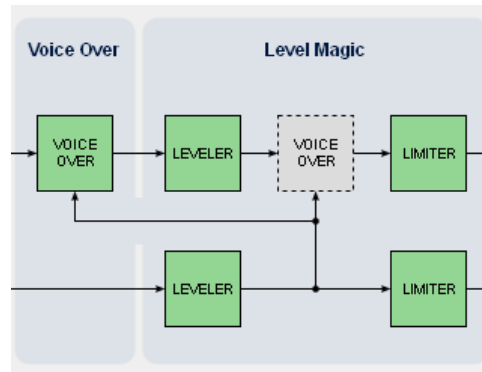 Voice Over
Level Magic
VOICE
OVER
LEVELER
VOICE
OVER
LIMITER
LEVELER
LIMITER